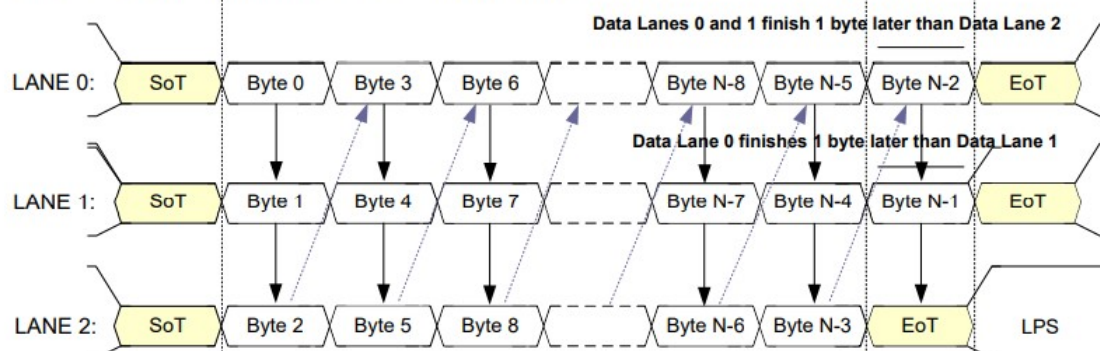 Data Lanes 0 and 1 finish 1 byte later than Data Lane 2
LANE 0: SoT Byte 0 Byte 3 Byte 6 Byte N-8 Byte N-5 Byte N-2 EoT
Data Lane 0 finishes 1 byte later than Data Lane 1
LANE 1: SoT Byte 1 Byte 4 Byte 7 Byte N-7 Byte N-4 Byte N-1 EoT
LANE 2: SoT Byte 2 Byte 5 Byte 8 Byte N-6 Byte N-3 EoT LPS